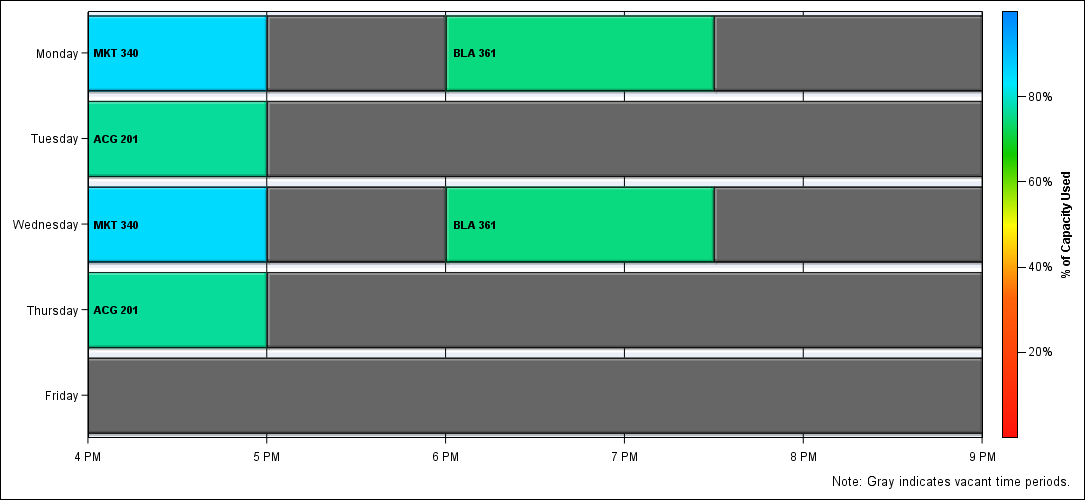 Monday
MKT 340
BLA 361
Tuesday
ACG 201
Wednesday
MKT 340
BLA 361
Thursday
ACG 201
Friday
4 PM
5 PM
6 PM
7 PM
8 PM
9 PM
80%
60%
40%
20%
% of Capacity Used
Note: Gray indicates vacant time periods.